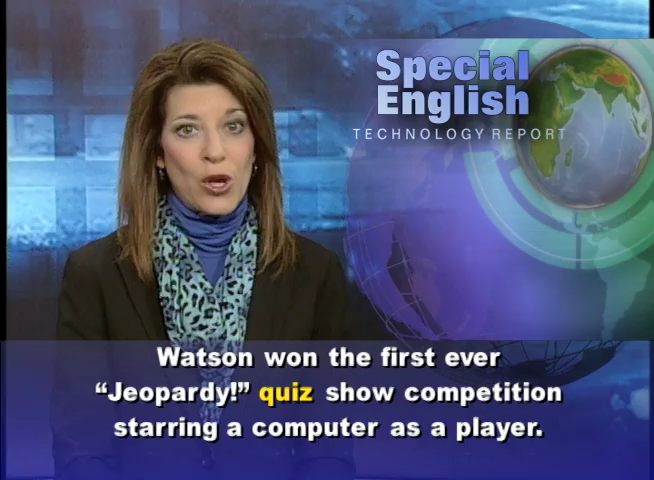 Special
English
TECHNOLOGY REPORT
Watson won the first ever
“Jeopardy!” quiz show competition
starring a computer as a player.